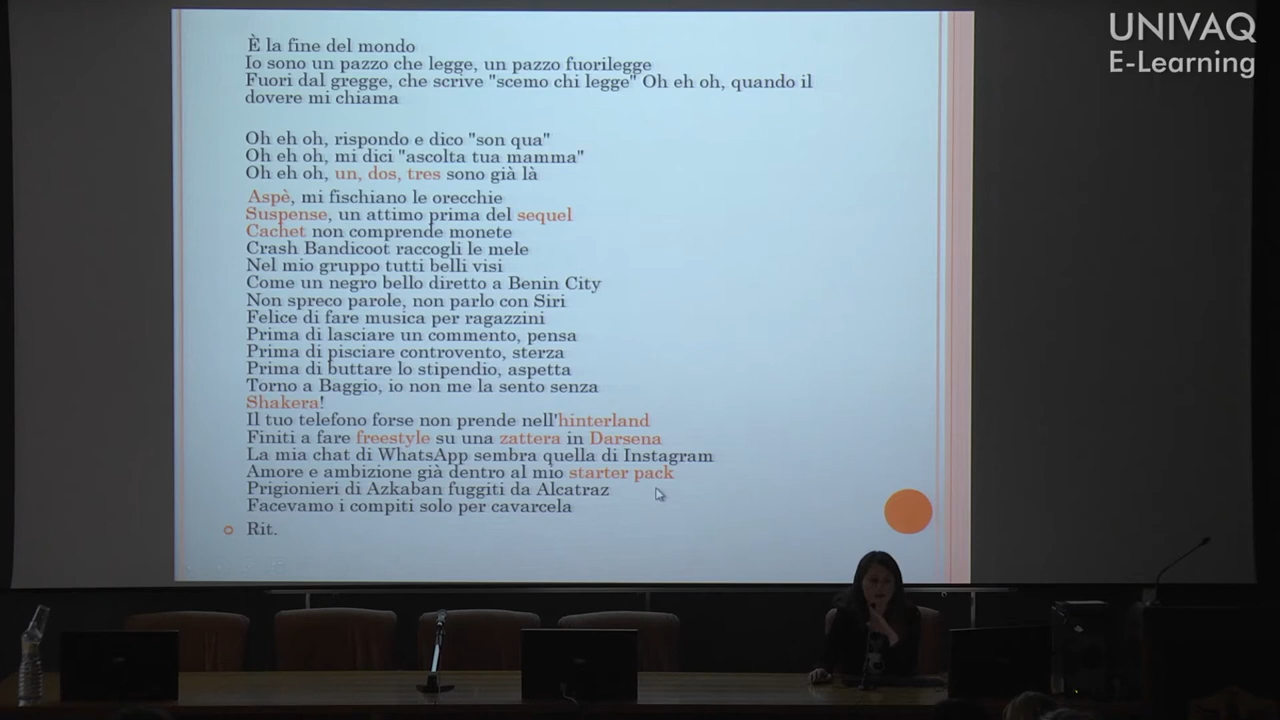 UNIVAQ
E-Learning
È la fine del mondo
Io sono un pazzo che legge, un pazzo fuorilegge
Fuori dal gregge, che scrive "scemo chi legge" Oh eh oh, quando il
dovere mi chiama
Oh eh oh, rispondo e dico "son qua"
Oh eh oh, mi dici "ascolta tua mamma"
Oh eh oh, un, dos, tres sono già là
Aspè, mi fischiano le orecchie
Suspense, un attimo prima del sequel
Cachet non comprende monete
Crash Bandicoot raccogli le mele
Nel mio gruppo tutti belli visi
Come un negro bello diretto a Benin City
Non spreco parole, non parlo con Siri
Felice di fare musica per ragazzini
Prima di lasciare un commento, pensa
Prima di pisciare controvento, sterza
Prima di buttare lo stipendio, aspetta
Torno a Baggio, io non me la sento senza
Shakera!
Il tuo telefono forse non prende nell'hinterland
Finiti a fare freestyle su una zattera in Darsena
La mia chat di WhatsApp sembra quella di Instagram
Amore e ambizione già dentro al mio starter pack
Prigionieri di Azkaban fuggiti da Alcatraz
Facevamo i compiti solo per cavarcela
Rit.